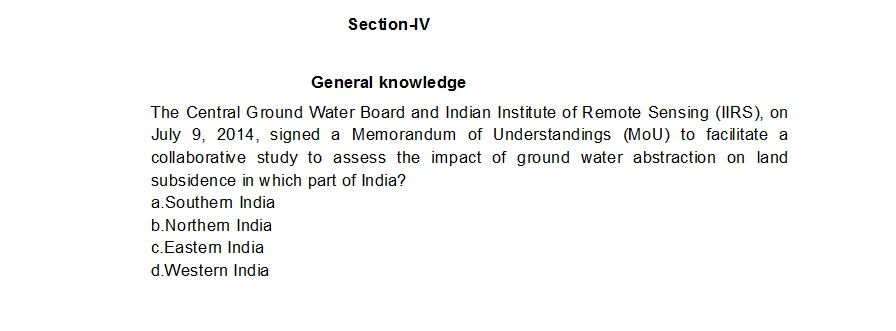 Section-IV
General knowledge
The Central Ground Water Board and Indian Institute of Remote Sensing (IIRS), on
July 9, 2014, signed a Memorandum of Understandings (MoU) to facilitate a
collaborative study to assess the impact of ground water abstraction on land
subsidence in which part of India?
a.Southern India
b.Northern India
c.Eastern India
d.Western India